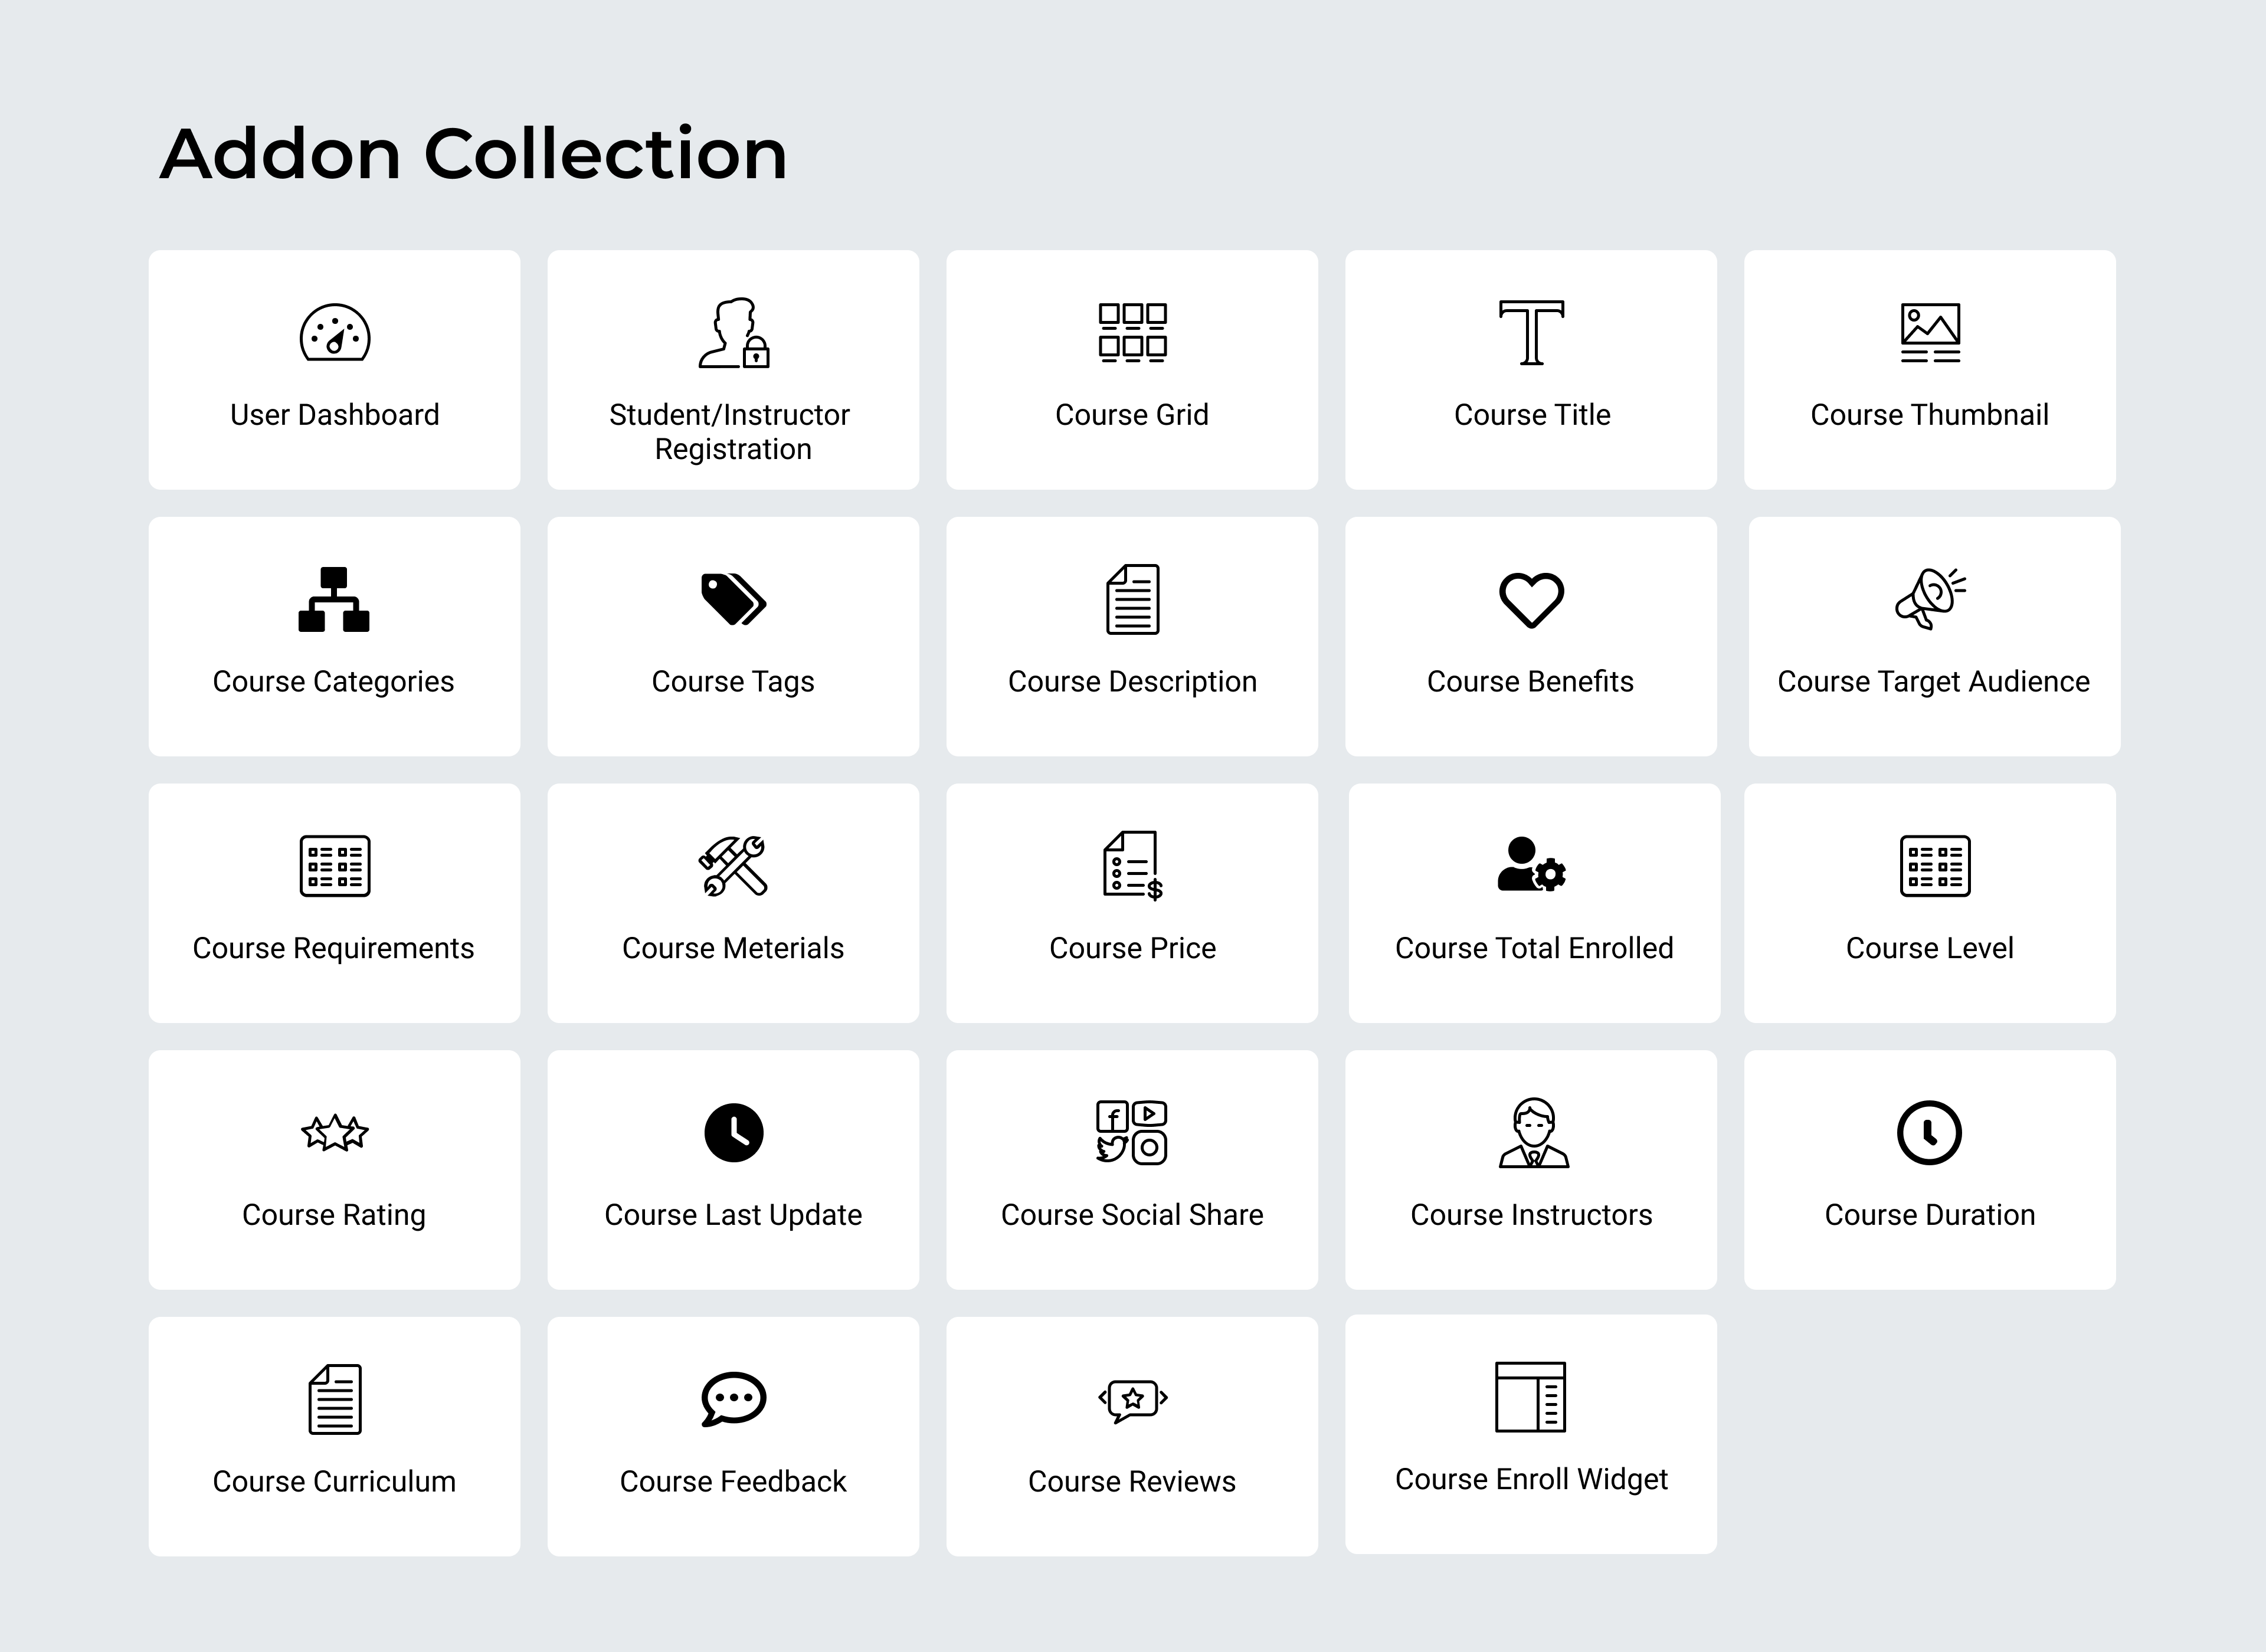 Addon Collection
User Dashboard
Student/Instructor
Registration
Course Grid
Course Title
Course Thumbnail
Course Categories
Course Tags
Course Description
Course Benefits
Course Target Audience
Course Requirements
Course Meterials
Course Price
Course Total Enrolled
Course Level
Course Rating
Course Last Update
Course Social Share
Course Instructors
Course Duration
Course Curriculum
Course Feedback
Course Reviews
Course Enroll Widget